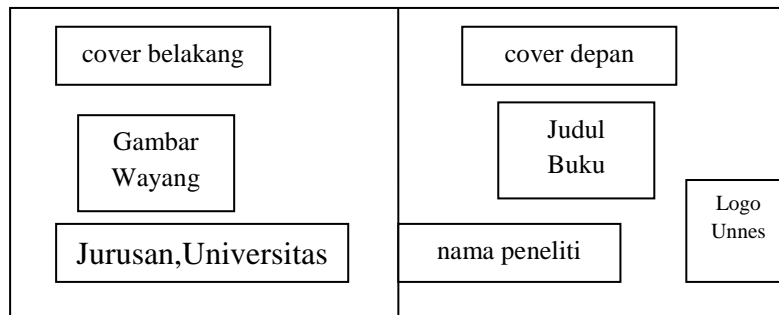 cover belakang
Gambar
Wayang
Jurusan,Universitas
cover depan
Judul
Buku
Logo
Unnes
nama peneliti